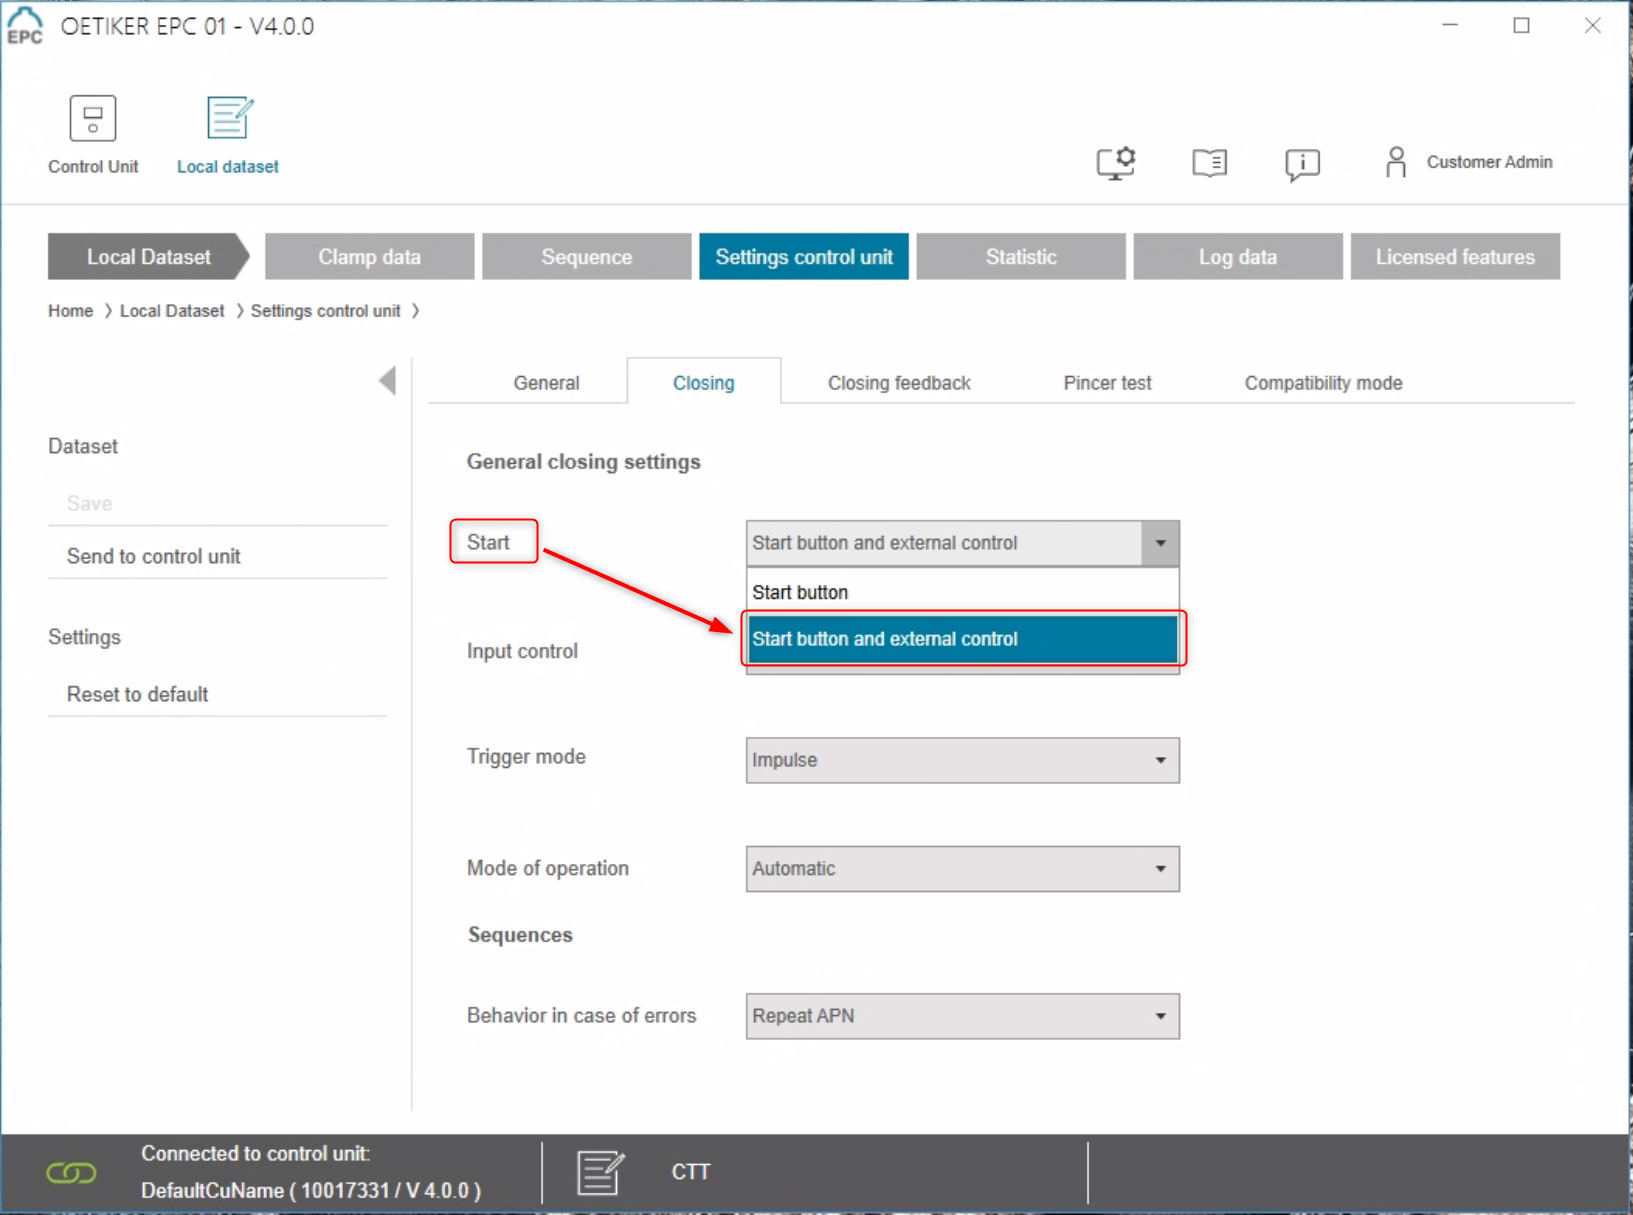 EPC
OETIKER EPC 01 - V4.0.0
Control Unit
Local dataset
Customer Admin
Local Dataset
Clamp data
Sequence
Settings control unit
Statistic
Log data
Licensed features
Home > Local Dataset > Settings control unit >
General
Closing
Closing feedback
Pincer test
Compatibility mode
Dataset
Save
Send to control unit
Settings
Reset to default
General closing settings
Start
Start button and external control
Start button
Start button and external control
Input control
Trigger mode
Impulse
Mode of operation
Automatic
Sequences
Behavior in case of errors
Repeat APN
Connected to control unit:
DefaultCuName ( 10017331 / V 4.0.0 )
CTT